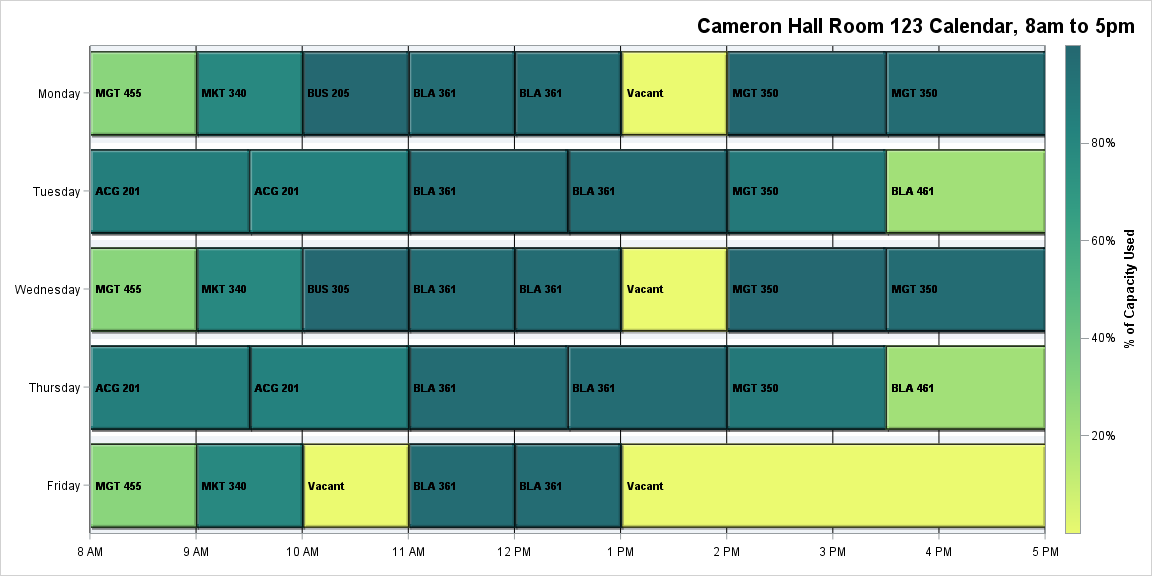 Cameron Hall Room 123 Calendar, 8am to 5pm
Monday MGT 455 MKT 340 BUS 205 BLA 361 BLA 361 Vacant MGT 350 MGT 350
Tuesday ACG 201 ACG 201 BLA 361 BLA 361 MGT 350 BLA 461
Wednesday MGT 455 MKT 340 BUS 305 BLA 361 BLA 361 Vacant MGT 350 MGT 350
Thursday ACG 201 ACG 201 BLA 361 BLA 361 MGT 350 BLA 461
Friday MGT 455 MKT 340 Vacant BLA 361 BLA 361 Vacant
8 AM 9 AM 10 AM 11 AM 12 PM 1 PM 2 PM 3 PM 4 PM 5 PM
80%
60%
40%
20%
% of Capacity Used